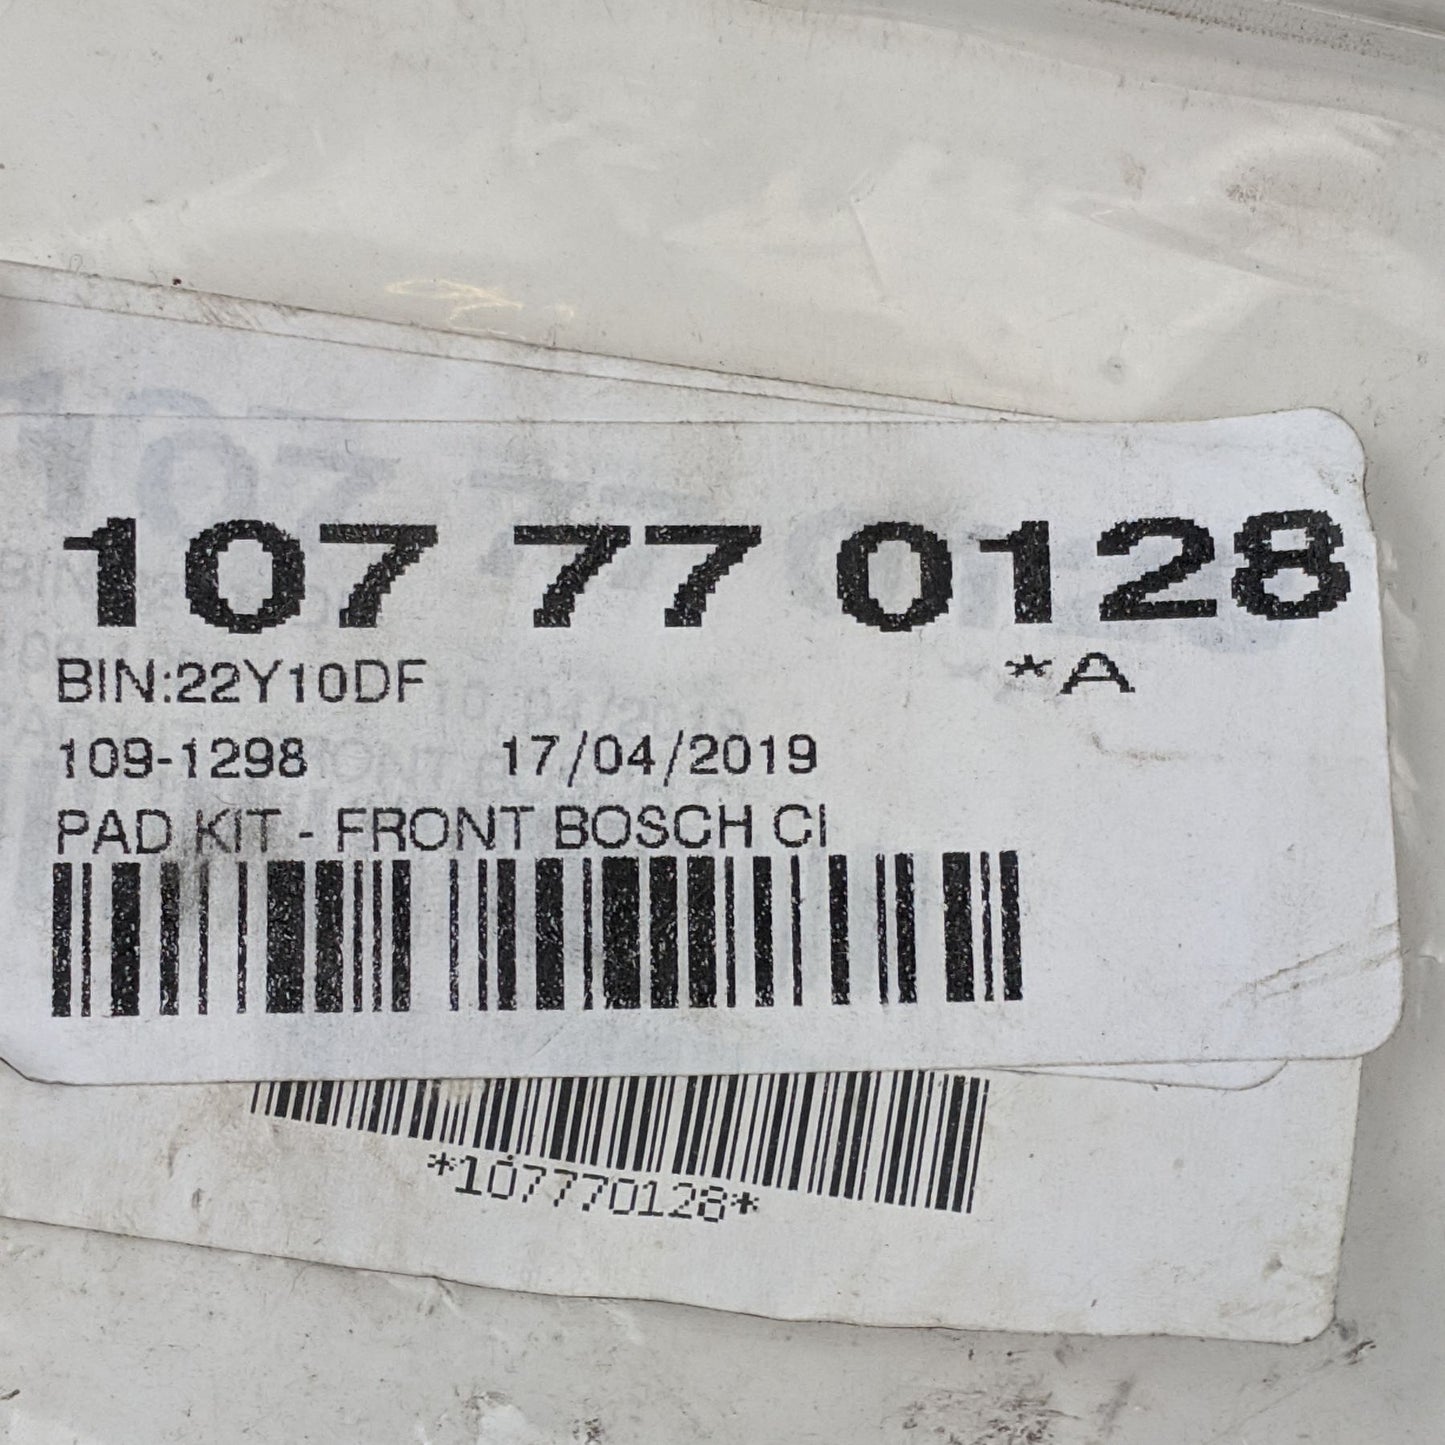 107 77 0128
BIN:22Y10DF *A
109-1298 17/04/2019
PAD KIT - FRONT BOSCH CI
*107770128*